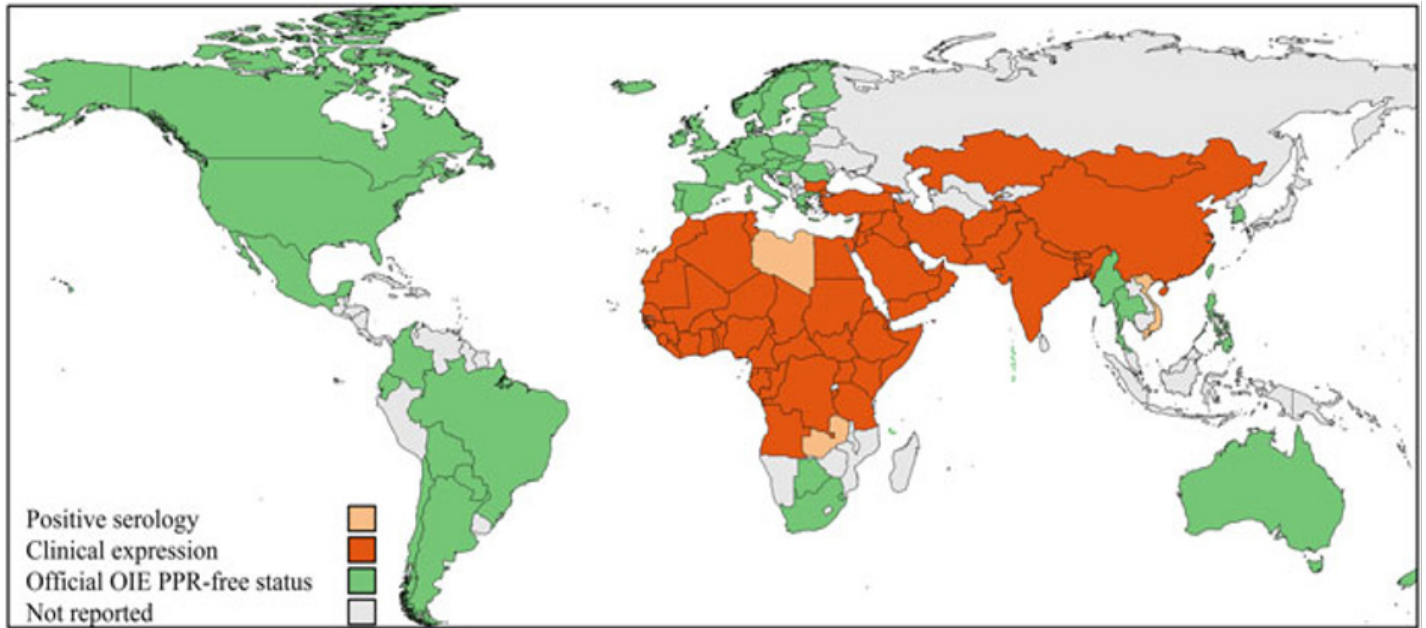 Positive serology
Clinical expression
Official OIE PPR-free status
Not reported